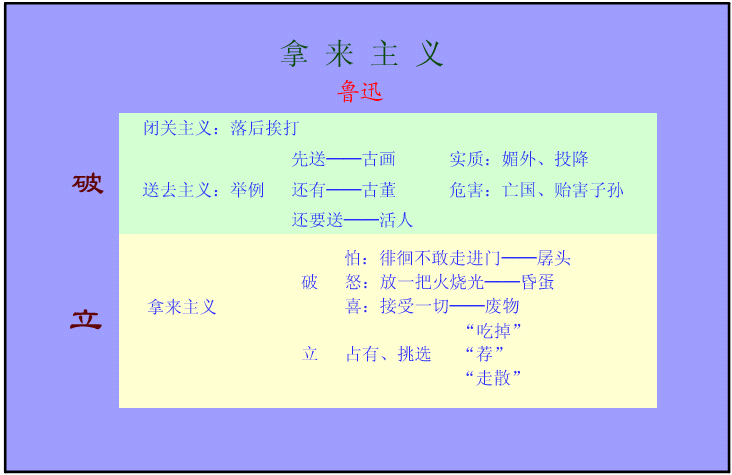 拿来主义
鲁迅
闭关主义：落后挨打
先送——古画 实质：媚外、投降
破
送去主义：举例 还有——古董 危害：亡国、贻害子孙
还要送——活人
怕：徘徊不敢走进门——孱头
破 怒：放一把火烧光——昏蛋
立
拿来主义 喜：接受一切——废物
“吃掉”
立 占有、挑选 “荐”
“走散”